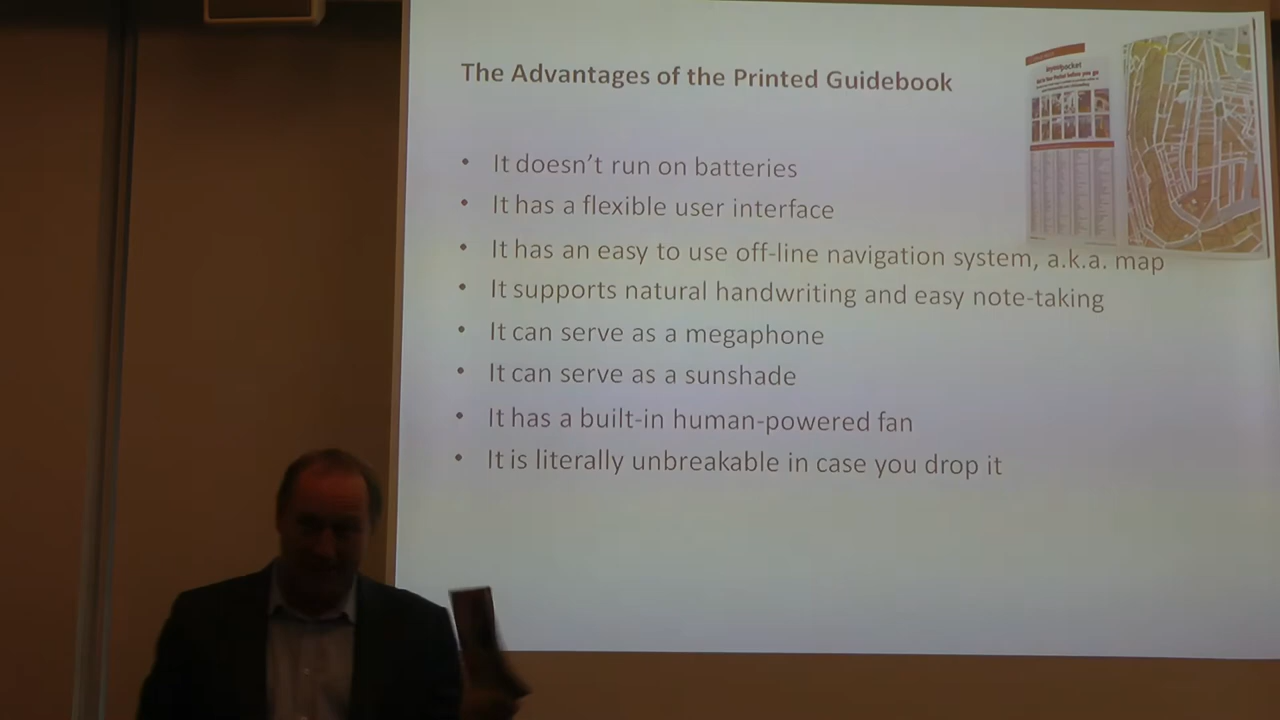 The Advantages of the Printed Guidebook
• It doesn't run on batteries
• It has a flexible user interface
• It has an easy to use off-line navigation system, a.k.a. map
• It supports natural handwriting and easy note-taking
• It can serve as a megaphone
• It can serve as a sunshade
• It has a built-in human-powered fan
• It is literally unbreakable in case you drop it